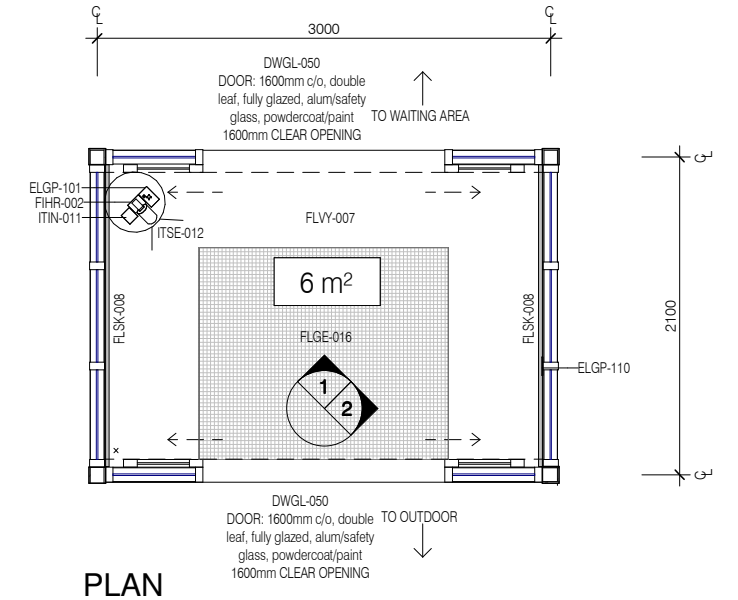 ℄
℄
3000
DWGL-050
DOOR: 1600mm c/o, double
leaf, fully glazed, alum/safety
glass, powdercoat/paint
1600mm CLEAR OPENING
TO WAITING AREA
℄
ELGP-101
FIHR-002
ITIN-011
ITSE-012
FLVY-007
6 m²
FLSK-008
FLSK-008
2100
FLGE-016
ELGP-110
1
2
℄
DWGL-050
DOOR: 1600mm c/o, double
leaf, fully glazed, alum/safety
glass, powdercoat/paint
1600mm CLEAR OPENING
TO OUTDOOR
PLAN